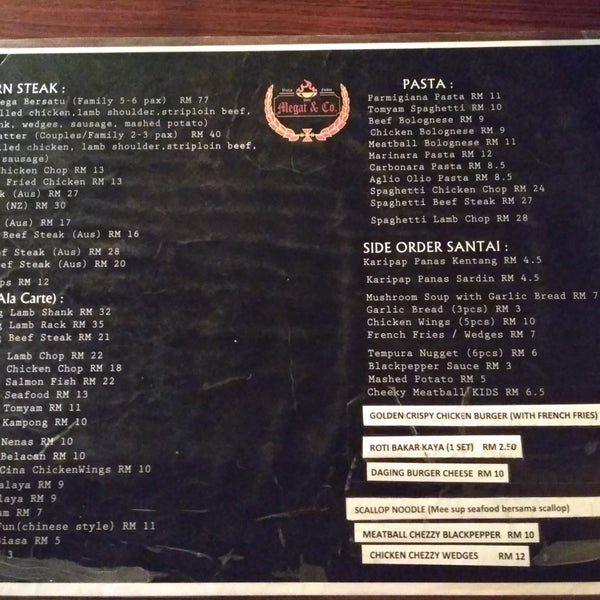 RN STEAK :
ega Bersatu (Family 5-6 pax) RM 77
lled chicken,lamb shoulder,striploin beef,
nk, wedges, sausage, mashed potato)
atter (Couples/Family 2-3 pax) RM 40
lled chicken, lamb shoulder,striploin beef,
sausage)
hicken Chop RM 13
Fried Chicken RM 13
k (Aus) RM 27
(NZ) RM 30
(Aus) RM 17
Beef Steak (Aus) RM 16
ef Steak (Aus) RM 28
ef Steak (Aus) RM 20
ps RM 12
Ala Carte) :
g Lamb Shank RM 32
g Lamb Rack RM 35
g Beef Steak RM 21
Lamb Chop RM 22
Chicken Chop RM 18
Salmon Fish RM 22
Seafood RM 13
Tomyam RM 11
Kampong RM 10
Nenas RM 10
Belacan RM 10
Cina ChickenWings RM 10
alaya RM 9
laya RM 9
am RM 7
Fun(chinese style) RM 11
Biasa RM 5
3
Megat & Co.
PASTA :
Parmigiana Pasta RM 11
Tomyam Spaghetti RM 10
Beef Bolognese RM 9
Chicken Bolognese RM 9
Meatball Bolognese RM 11
Marinara Pasta RM 12
Carbonara Pasta RM 8.5
Aglio Olio Pasta RM 8.5
Spaghetti Chicken Chop RM 24
Spaghetti Beef Steak RM 27
Spaghetti Lamb Chop RM 28
SIDE ORDER SANTAI :
Karipap Panas Kentang RM 4.5
Karipap Panas Sardin RM 4.5
Mushroom Soup with Garlic Bread RM 7
Garlic Bread (3pcs) RM 3
Chicken Wings (5pcs) RM 10
French Fries / Wedges RM 7
Tempura Nugget (6pcs) RM 6
Blackpepper Sauce RM 3
Mashed Potato RM 5
Cheeky Meatball KIDS RM 6.5
GOLDEN CRISPY CHICKEN BURGER (WITH FRENCH FRIES)
ROTI BAKAR KAYA (1 SET) RM 2.50
DAGING BURGER CHEESE RM 10
SCALLOP NOODLE (Mee sup seafood bersama scallop)
MEATBALL CHEZZY BLACKPEPPER RM 10
CHICKEN CHEZZY WEDGES RM 12